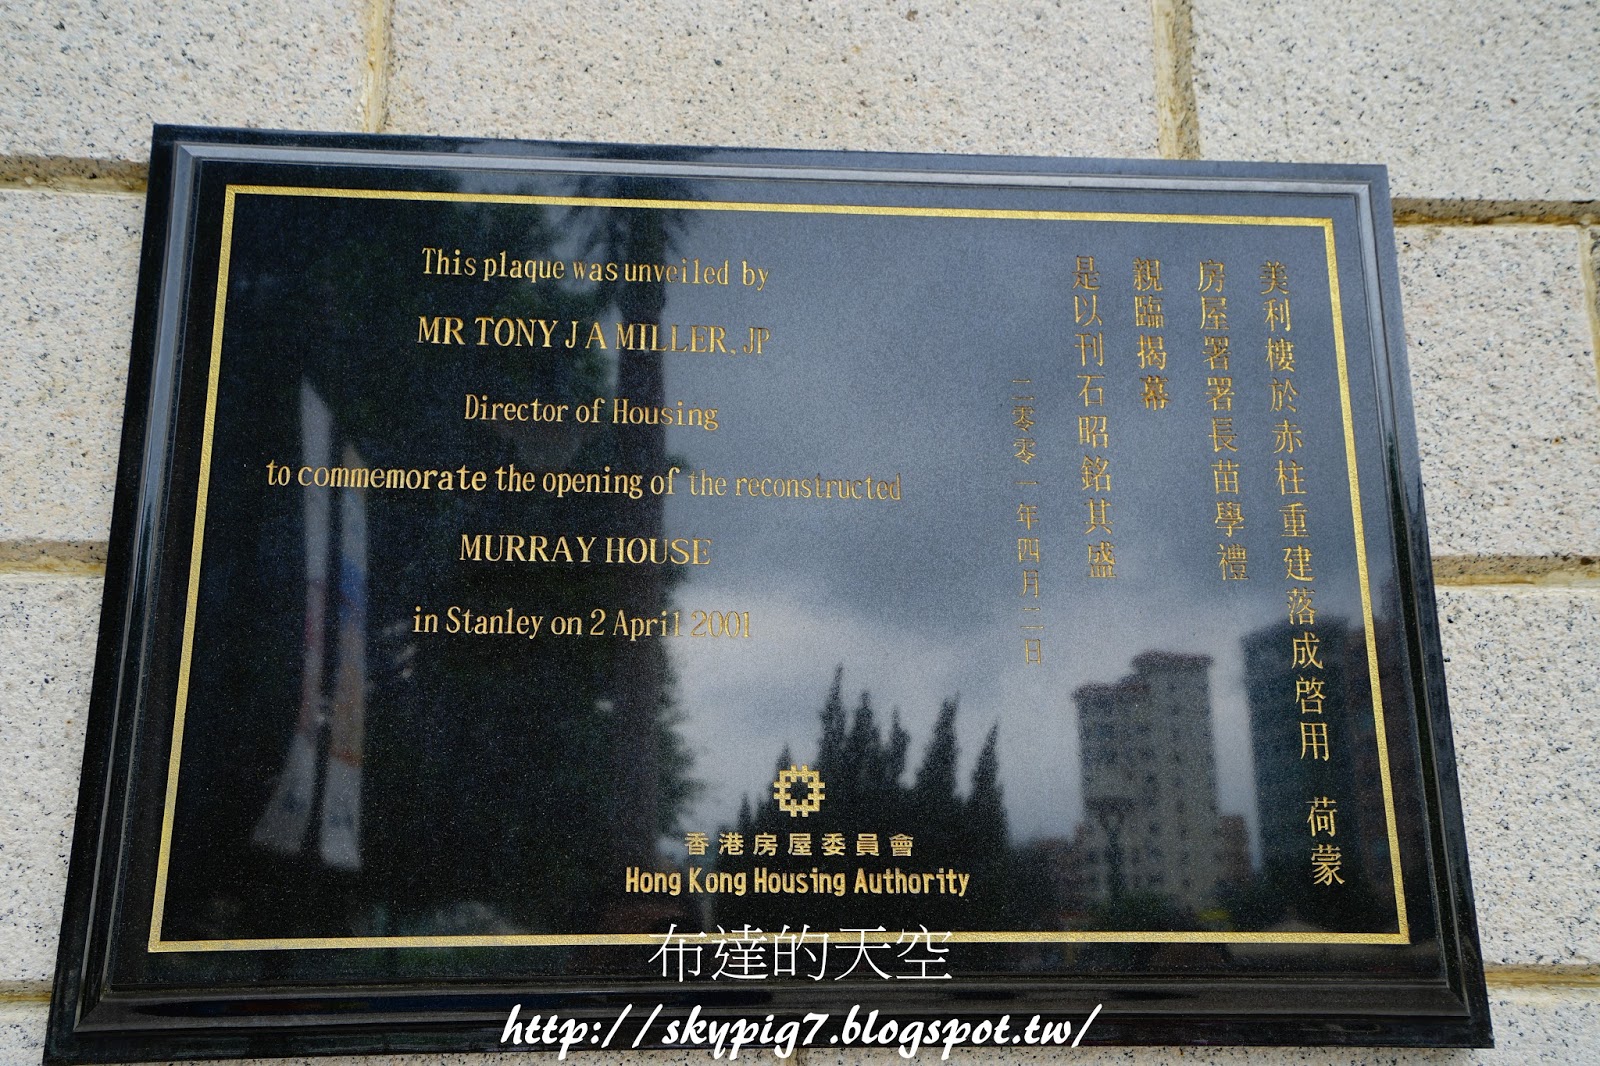 This plaque was unveiled by
MR TONY J A MILLER, JP
Director of Housing
to commemorate the opening of the reconstructed
MURRAY HOUSE
in Stanley on 2 April 2001
美利樓於赤柱重建落成啓用 荷蒙
房屋署署長苗學禮
親臨揭幕
是以刊石昭銘其盛
二零零一年四月二日
香港房屋委員會
Hong Kong Housing Authority
布達的天空
http://skypig7.blogspot.tw/